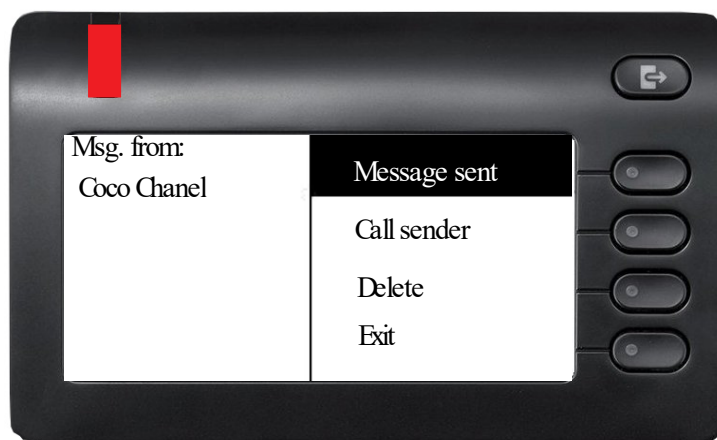 Msg. from:
Coco Chanel
Message sent
Call sender
Delete
Exit